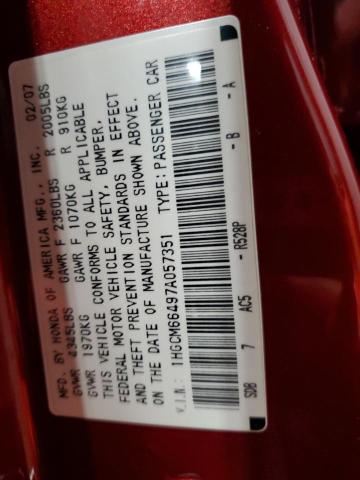 MFD. BY HONDA OF AMERICA MFG., INC. 02/07
GVWR 4345LBS GAWR F 2360LBS R 2005LBS
GVWR 1970KG GAWR F 1070KG R 910KG
THIS VEHICLE CONFORMS TO ALL APPLICABLE
FEDERAL MOTOR VEHICLE SAFETY, BUMPER,
AND THEFT PREVENTION STANDARDS IN EFFECT
ON THE DATE OF MANUFACTURE SHOWN ABOVE.
V.I.N.: 1HGCM66497A057351 TYPE:PASSENGER CAR
SDB 7 AC5 -R528P -B -A